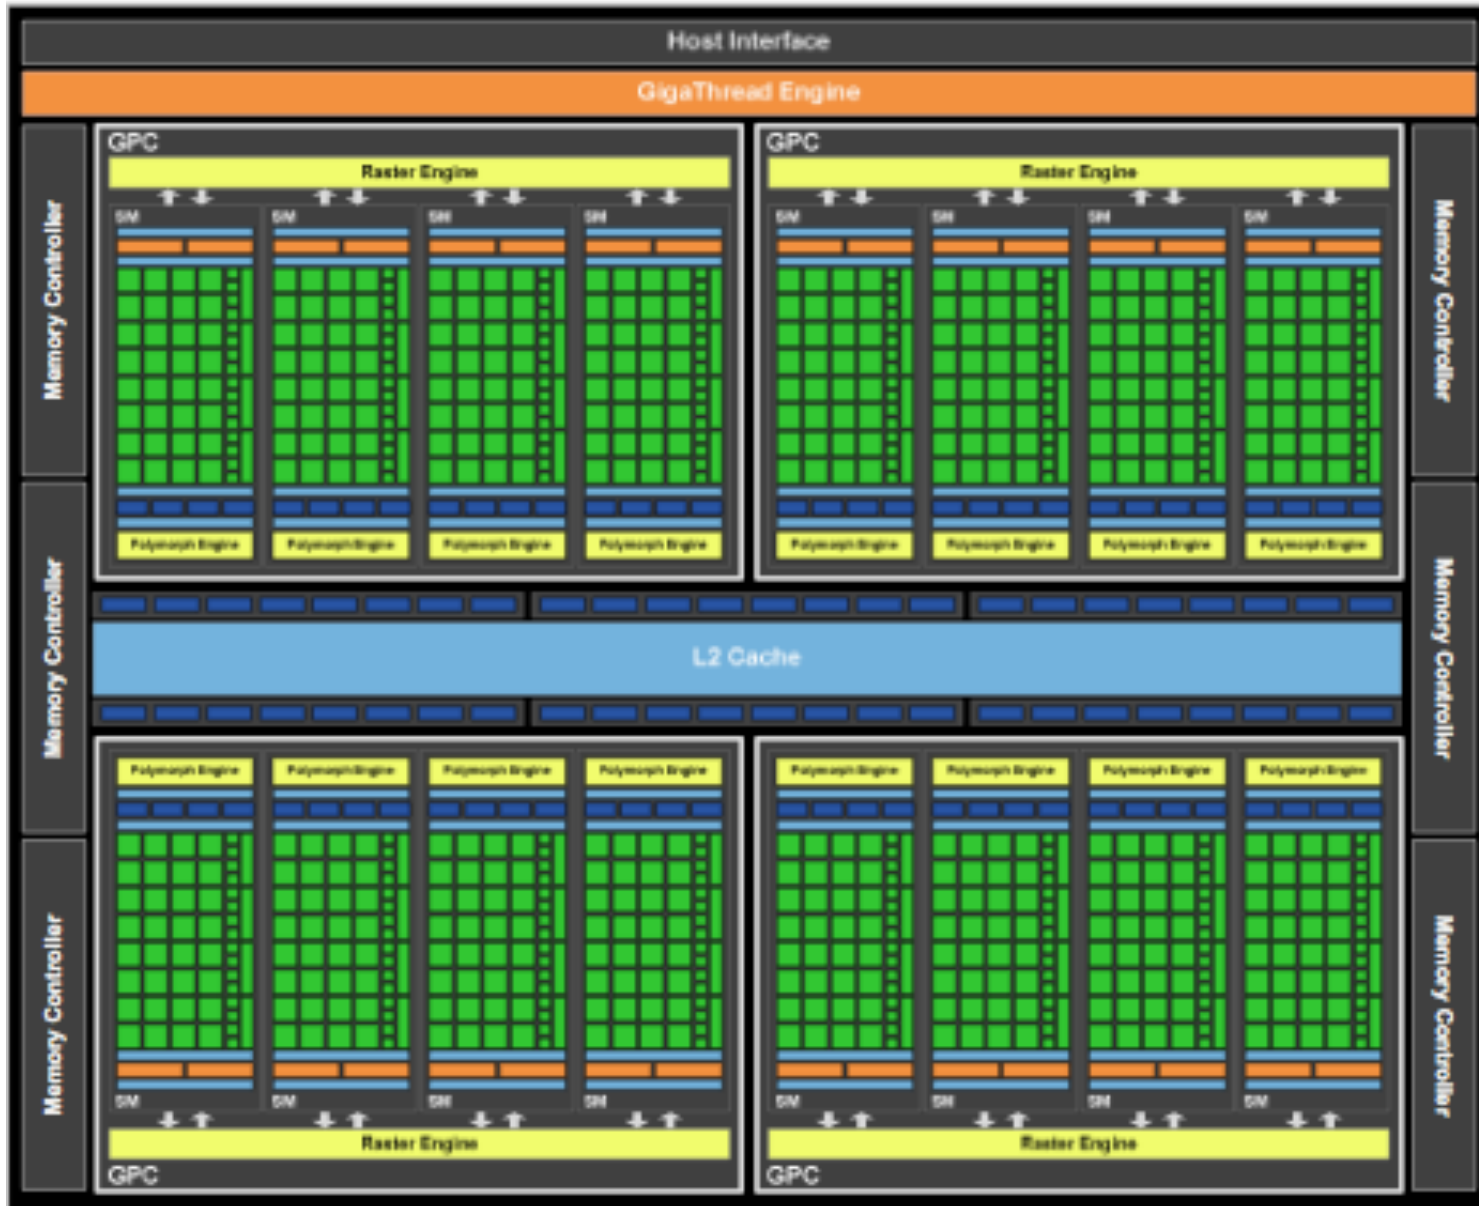 Host Interface
GigaThread Engine
GPC
Raster Engine
SM SM SM SM
Polymorph Engine Polymorph Engine Polymorph Engine Polymorph Engine
GPC
Raster Engine
SM SM SM SM
Polymorph Engine Polymorph Engine Polymorph Engine Polymorph Engine
Memory Controller
Memory Controller
Memory Controller
Memory Controller
Memory Controller
Memory Controller
L2 Cache
Polymorph Engine Polymorph Engine Polymorph Engine Polymorph Engine
SM SM SM SM
Raster Engine
GPC
Polymorph Engine Polymorph Engine Polymorph Engine Polymorph Engine
SM SM SM SM
Raster Engine
GPC